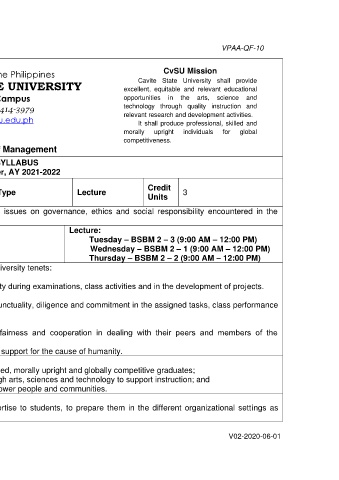 VPAA-QF-10
he Philippines
E UNIVERSITY
Campus
414-3979
u.edu.ph
CvSU Mission
Cavite State University shall provide
excellent, equitable and relevant educational
opportunities in the arts, science and
technology through quality instruction and
relevant research and development activities.
It shall produce professional, skilled and
morally upright individuals for global
competitiveness.
f Management
YLLABUS
r, AY 2021-2022
Type
Lecture
Credit
Units
3
issues on governance, ethics and social responsibility encountered in the
Lecture:
Tuesday – BSBM 2 – 3 (9:00 AM – 12:00 PM)
Wednesday – BSBM 2 – 1 (9:00 AM – 12:00 PM)
Thursday – BSBM 2 – 2 (9:00 AM – 12:00 PM)
iversity tenets:
ty during examinations, class activities and in the development of projects.
unctuality, diligence and commitment in the assigned tasks, class performance
fairness and cooperation in dealing with their peers and members of the
support for the cause of humanity.
ed, morally upright and globally competitive graduates;
gh arts, sciences and technology to support instruction; and
ower people and communities.
ertise to students, to prepare them in the different organizational settings as
V02-2020-06-01